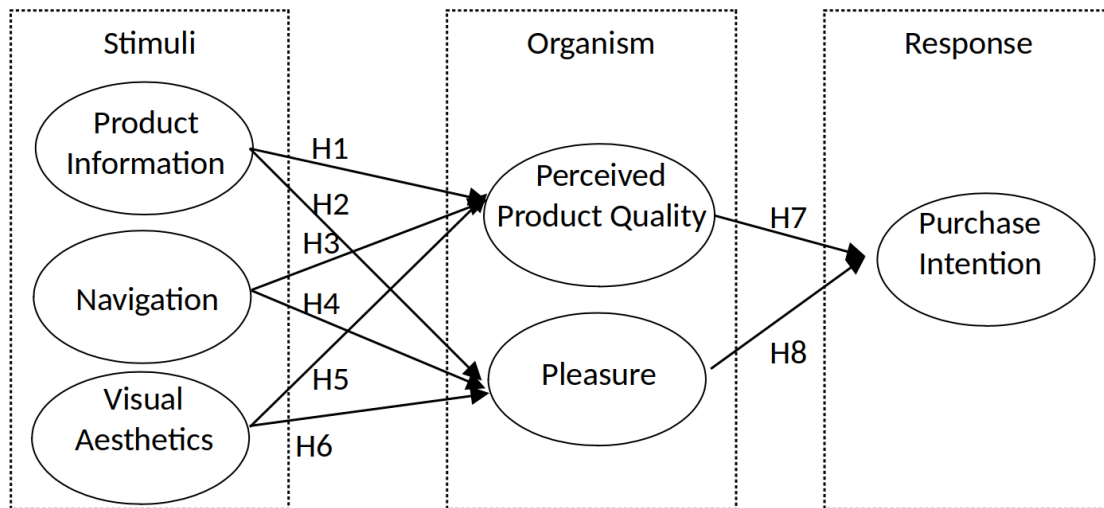 Stimuli
Organism
Response
Product
Information
H1
H2
H3
Navigation
H4
H5
Visual
Aesthetics
H6
Perceived
Product Quality
Pleasure
H7
H8
Purchase
Intention